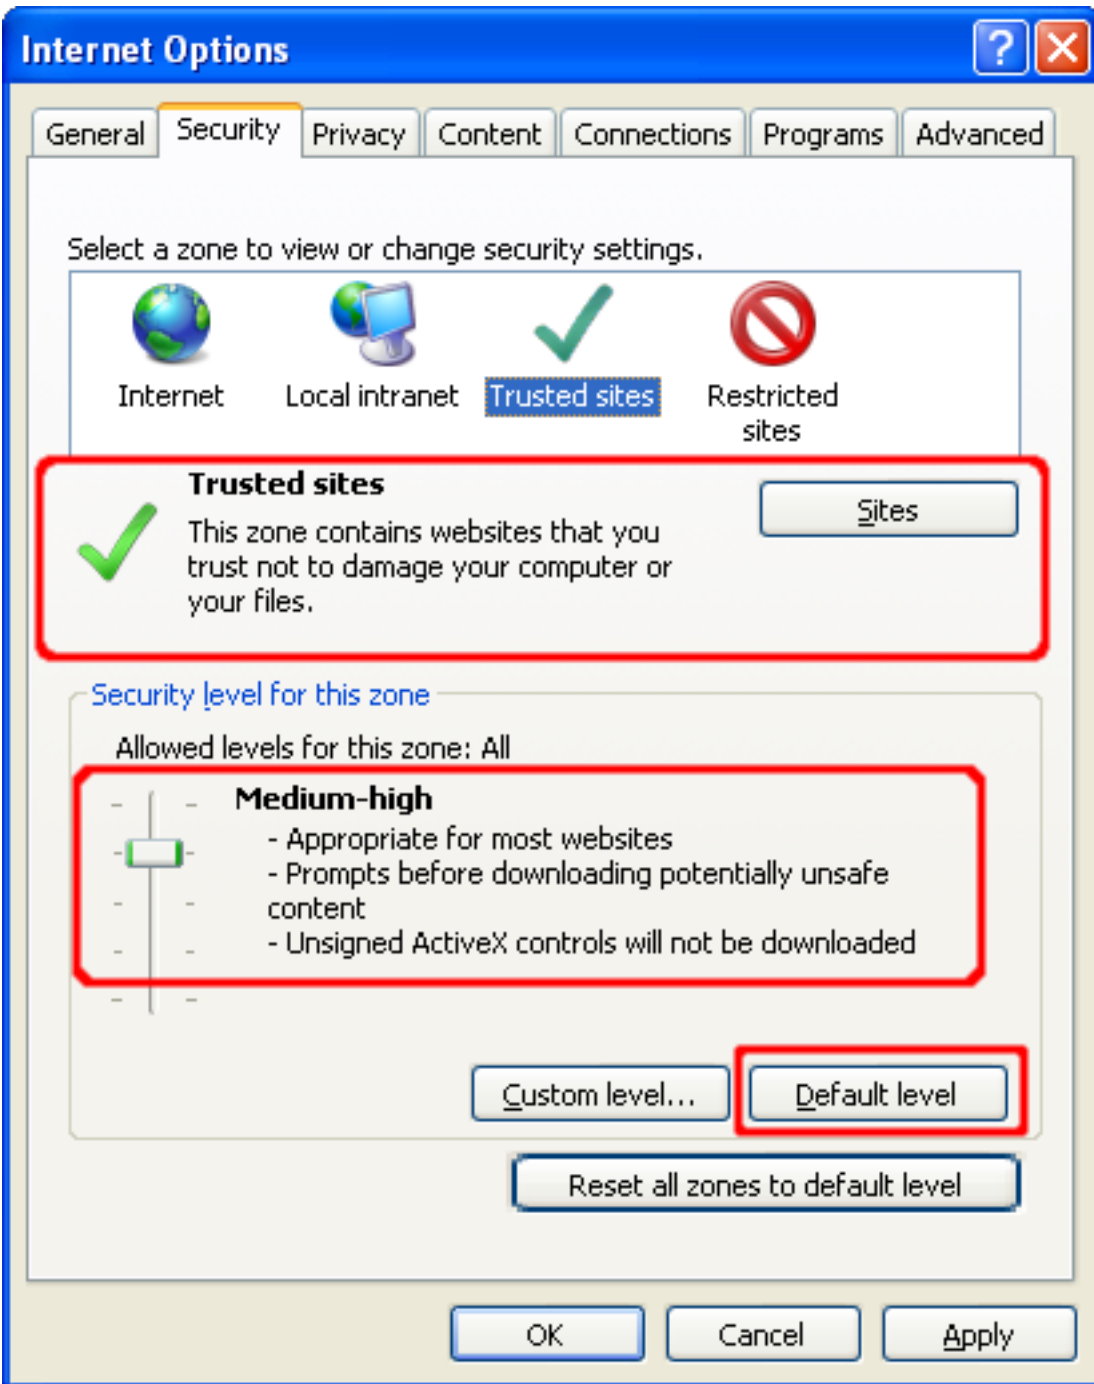 Internet Options
?
General Security Privacy Content Connections Programs Advanced
Select a zone to view or change security settings.
Internet Local intranet Trusted sites Restricted
sites
Trusted sites
Sites
This zone contains websites that you
trust not to damage your computer or
your files.
Security level for this zone
Allowed levels for this zone: All
Medium-high
- Appropriate for most websites
- Prompts before downloading potentially unsafe
content
- Unsigned ActiveX controls will not be downloaded
Custom level... Default level
Reset all zones to default level
OK Cancel Apply